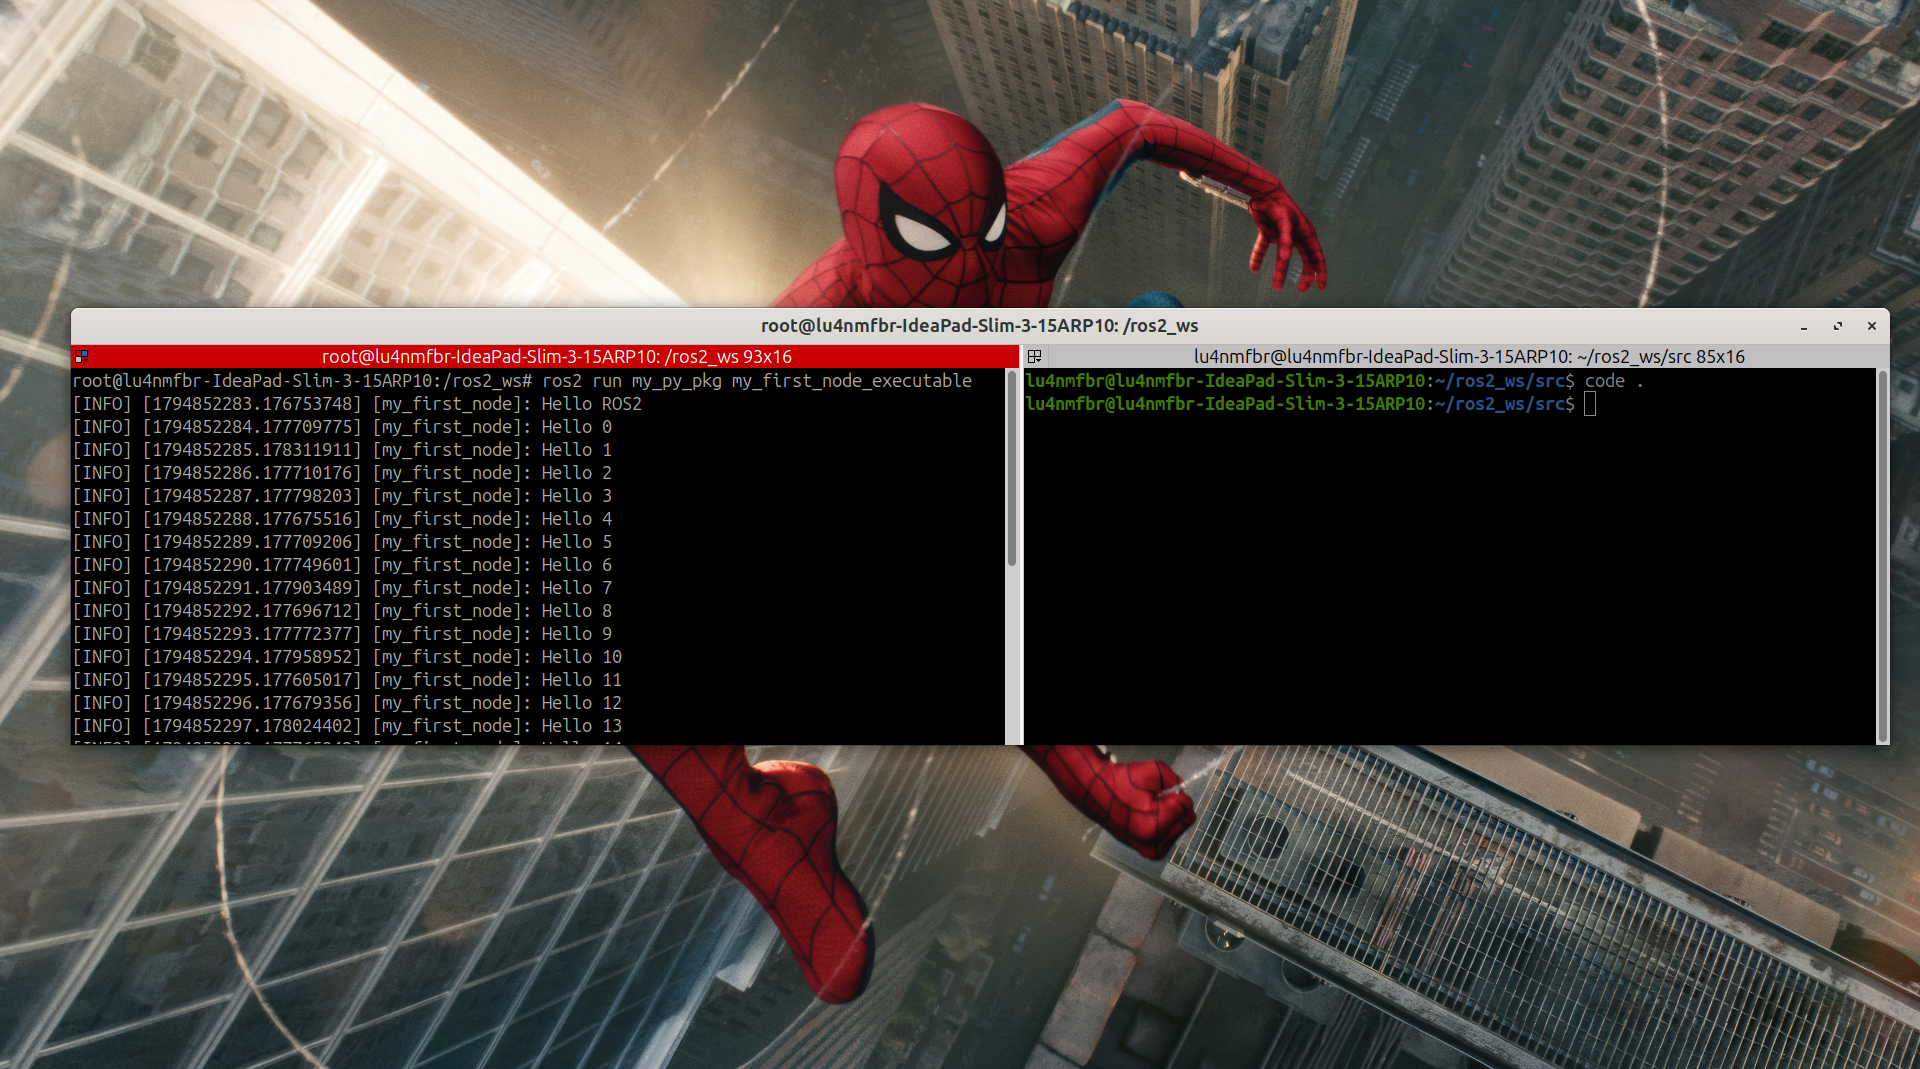 root@lu4nmfbr-IdeaPad-Slim-3-15ARP10: /ros2_ws
root@lu4nmfbr-IdeaPad-Slim-3-15ARP10: /ros2_ws 93x16
root@lu4nmfbr-IdeaPad-Slim-3-15ARP10:/ros2_ws# ros2 run my_py_pkg my_first_node_executable
[INFO] [1794852283.176753748] [my_first_node]: Hello ROS2
[INFO] [1794852284.177709775] [my_first_node]: Hello 0
[INFO] [1794852285.178311911] [my_first_node]: Hello 1
[INFO] [1794852286.177710176] [my_first_node]: Hello 2
[INFO] [1794852287.177798203] [my_first_node]: Hello 3
[INFO] [1794852288.177675516] [my_first_node]: Hello 4
[INFO] [1794852289.177709206] [my_first_node]: Hello 5
[INFO] [1794852290.177749601] [my_first_node]: Hello 6
[INFO] [1794852291.177903489] [my_first_node]: Hello 7
[INFO] [1794852292.177696712] [my_first_node]: Hello 8
[INFO] [1794852293.177772377] [my_first_node]: Hello 9
[INFO] [1794852294.177958952] [my_first_node]: Hello 10
[INFO] [1794852295.177605017] [my_first_node]: Hello 11
[INFO] [1794852296.177679356] [my_first_node]: Hello 12
[INFO] [1794852297.178024402] [my_first_node]: Hello 13
lu4nmfbr@lu4nmfbr-IdeaPad-Slim-3-15ARP10: ~/ros2_ws/src 85x16
lu4nmfbr@lu4nmfbr-IdeaPad-Slim-3-15ARP10:~/ros2_ws/src$ code .
lu4nmfbr@lu4nmfbr-IdeaPad-Slim-3-15ARP10:~/ros2_ws/src$